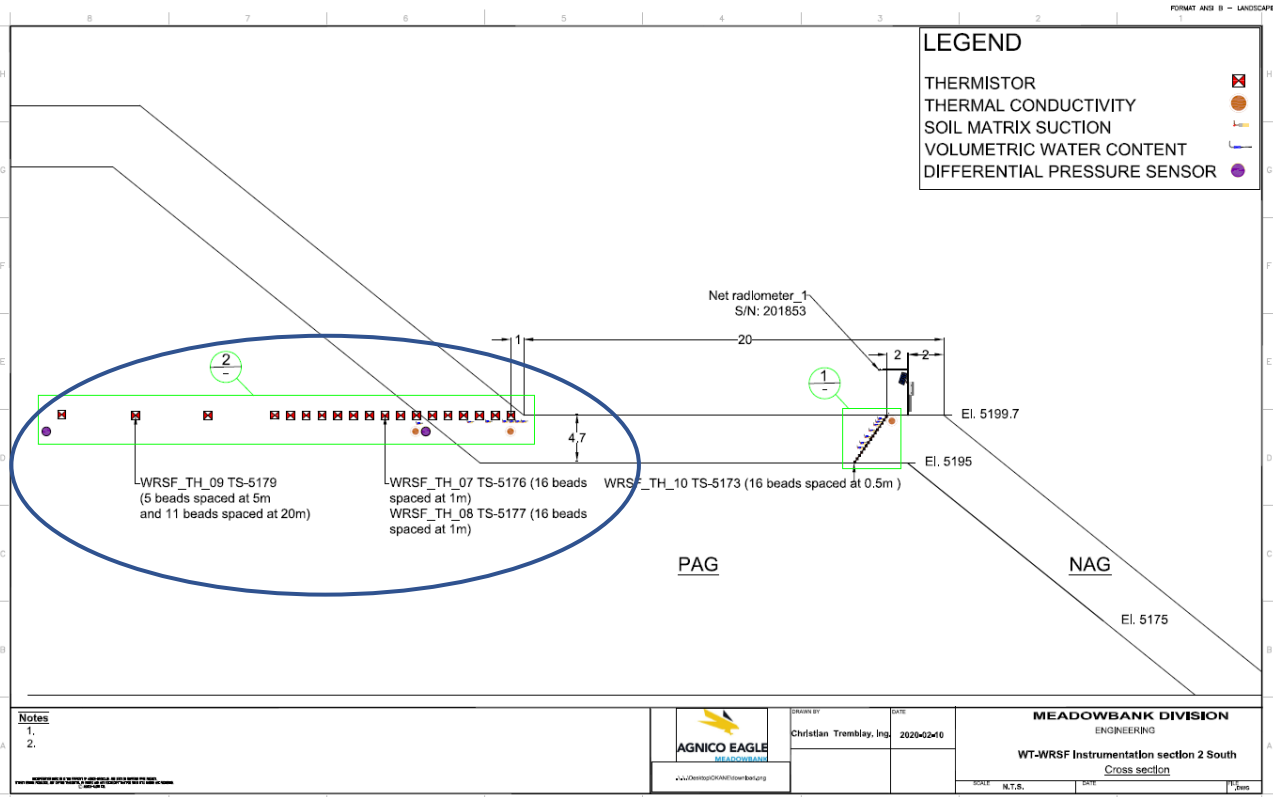 FORMAT ANSI B – LANDSCAPE
8 7 6 5 4 3 2 1
H
G
F
E
D
C
B
A
H
G
F
E
D
C
B
A
LEGEND
THERMISTOR
THERMAL CONDUCTIVITY
SOIL MATRIX SUCTION
VOLUMETRIC WATER CONTENT
DIFFERENTIAL PRESSURE SENSOR
Net radiometer_1
S/N: 201853
1
20
2
2
2
–
1
–
4,7
El. 5199.7
El. 5195
WRSF_TH_09 TS-5179
(5 beads spaced at 5m
and 11 beads spaced at 20m)
WRSF_TH_07 TS-5176 (16 beads
spaced at 1m)
WRSF_TH_08 TS-5177 (16 beads
spaced at 1m)
WRSF_TH_10 TS-5173 (16 beads spaced at 0.5m )
PAG
NAG
El. 5175
Notes
1.
2.
AGNICO EAGLE
MEADOWBANK
DRAWN BY
Christian Tremblay, ing.
DATE
2020-02-10
MEADOWBANK DIVISION
ENGINEERING
WT-WRSF Instrumentation section 2 South
Cross section
SCALE
N.T.S.
DATE